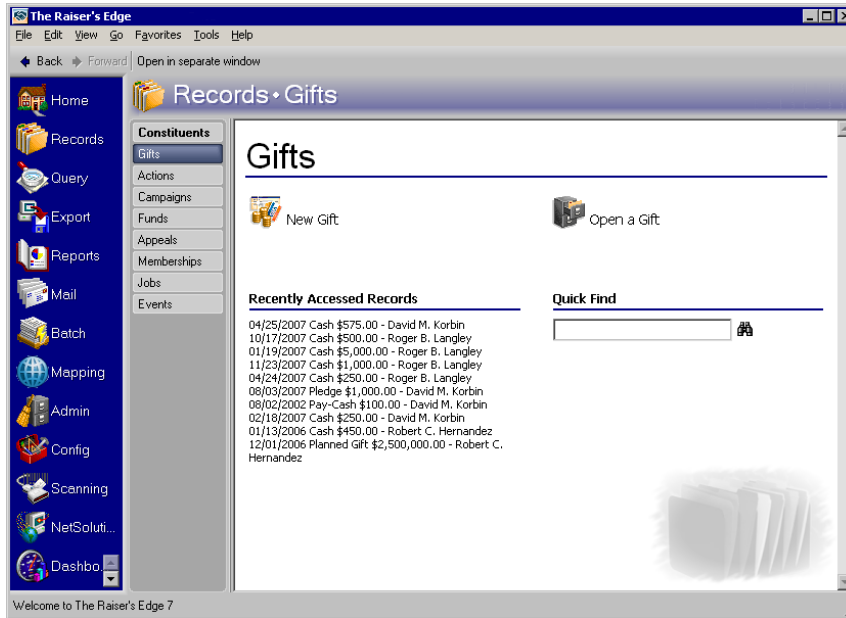 The Raiser's Edge
File Edit View Go Favorites Tools Help
Back Forward Open in separate window
Home
Records
Query
Export
Reports
Mail
Batch
Mapping
Admin
Config
Scanning
NetSoluti...
Dashbo
Records • Gifts
Constituents
Gifts
Actions
Campaigns
Funds
Appeals
Memberships
Jobs
Events
Gifts
New Gift
Open a Gift
Recently Accessed Records
04/25/2007 Cash $575.00 - David M. Korbin
10/17/2007 Cash $500.00 - Roger B. Langley
01/19/2007 Cash $5,000.00 - Roger B. Langley
11/23/2007 Cash $1,000.00 - Roger B. Langley
04/24/2007 Cash $250.00 - Roger B. Langley
08/03/2007 Pledge $1,000.00 - David M. Korbin
08/02/2002 Pay-Cash $100.00 - David M. Korbin
02/18/2007 Cash $250.00 - David M. Korbin
01/13/2006 Cash $450.00 - Robert C. Hernandez
12/01/2006 Planned Gift $2,500,000.00 - Robert C.
Hernandez
Quick Find
Welcome to The Raiser's Edge 7